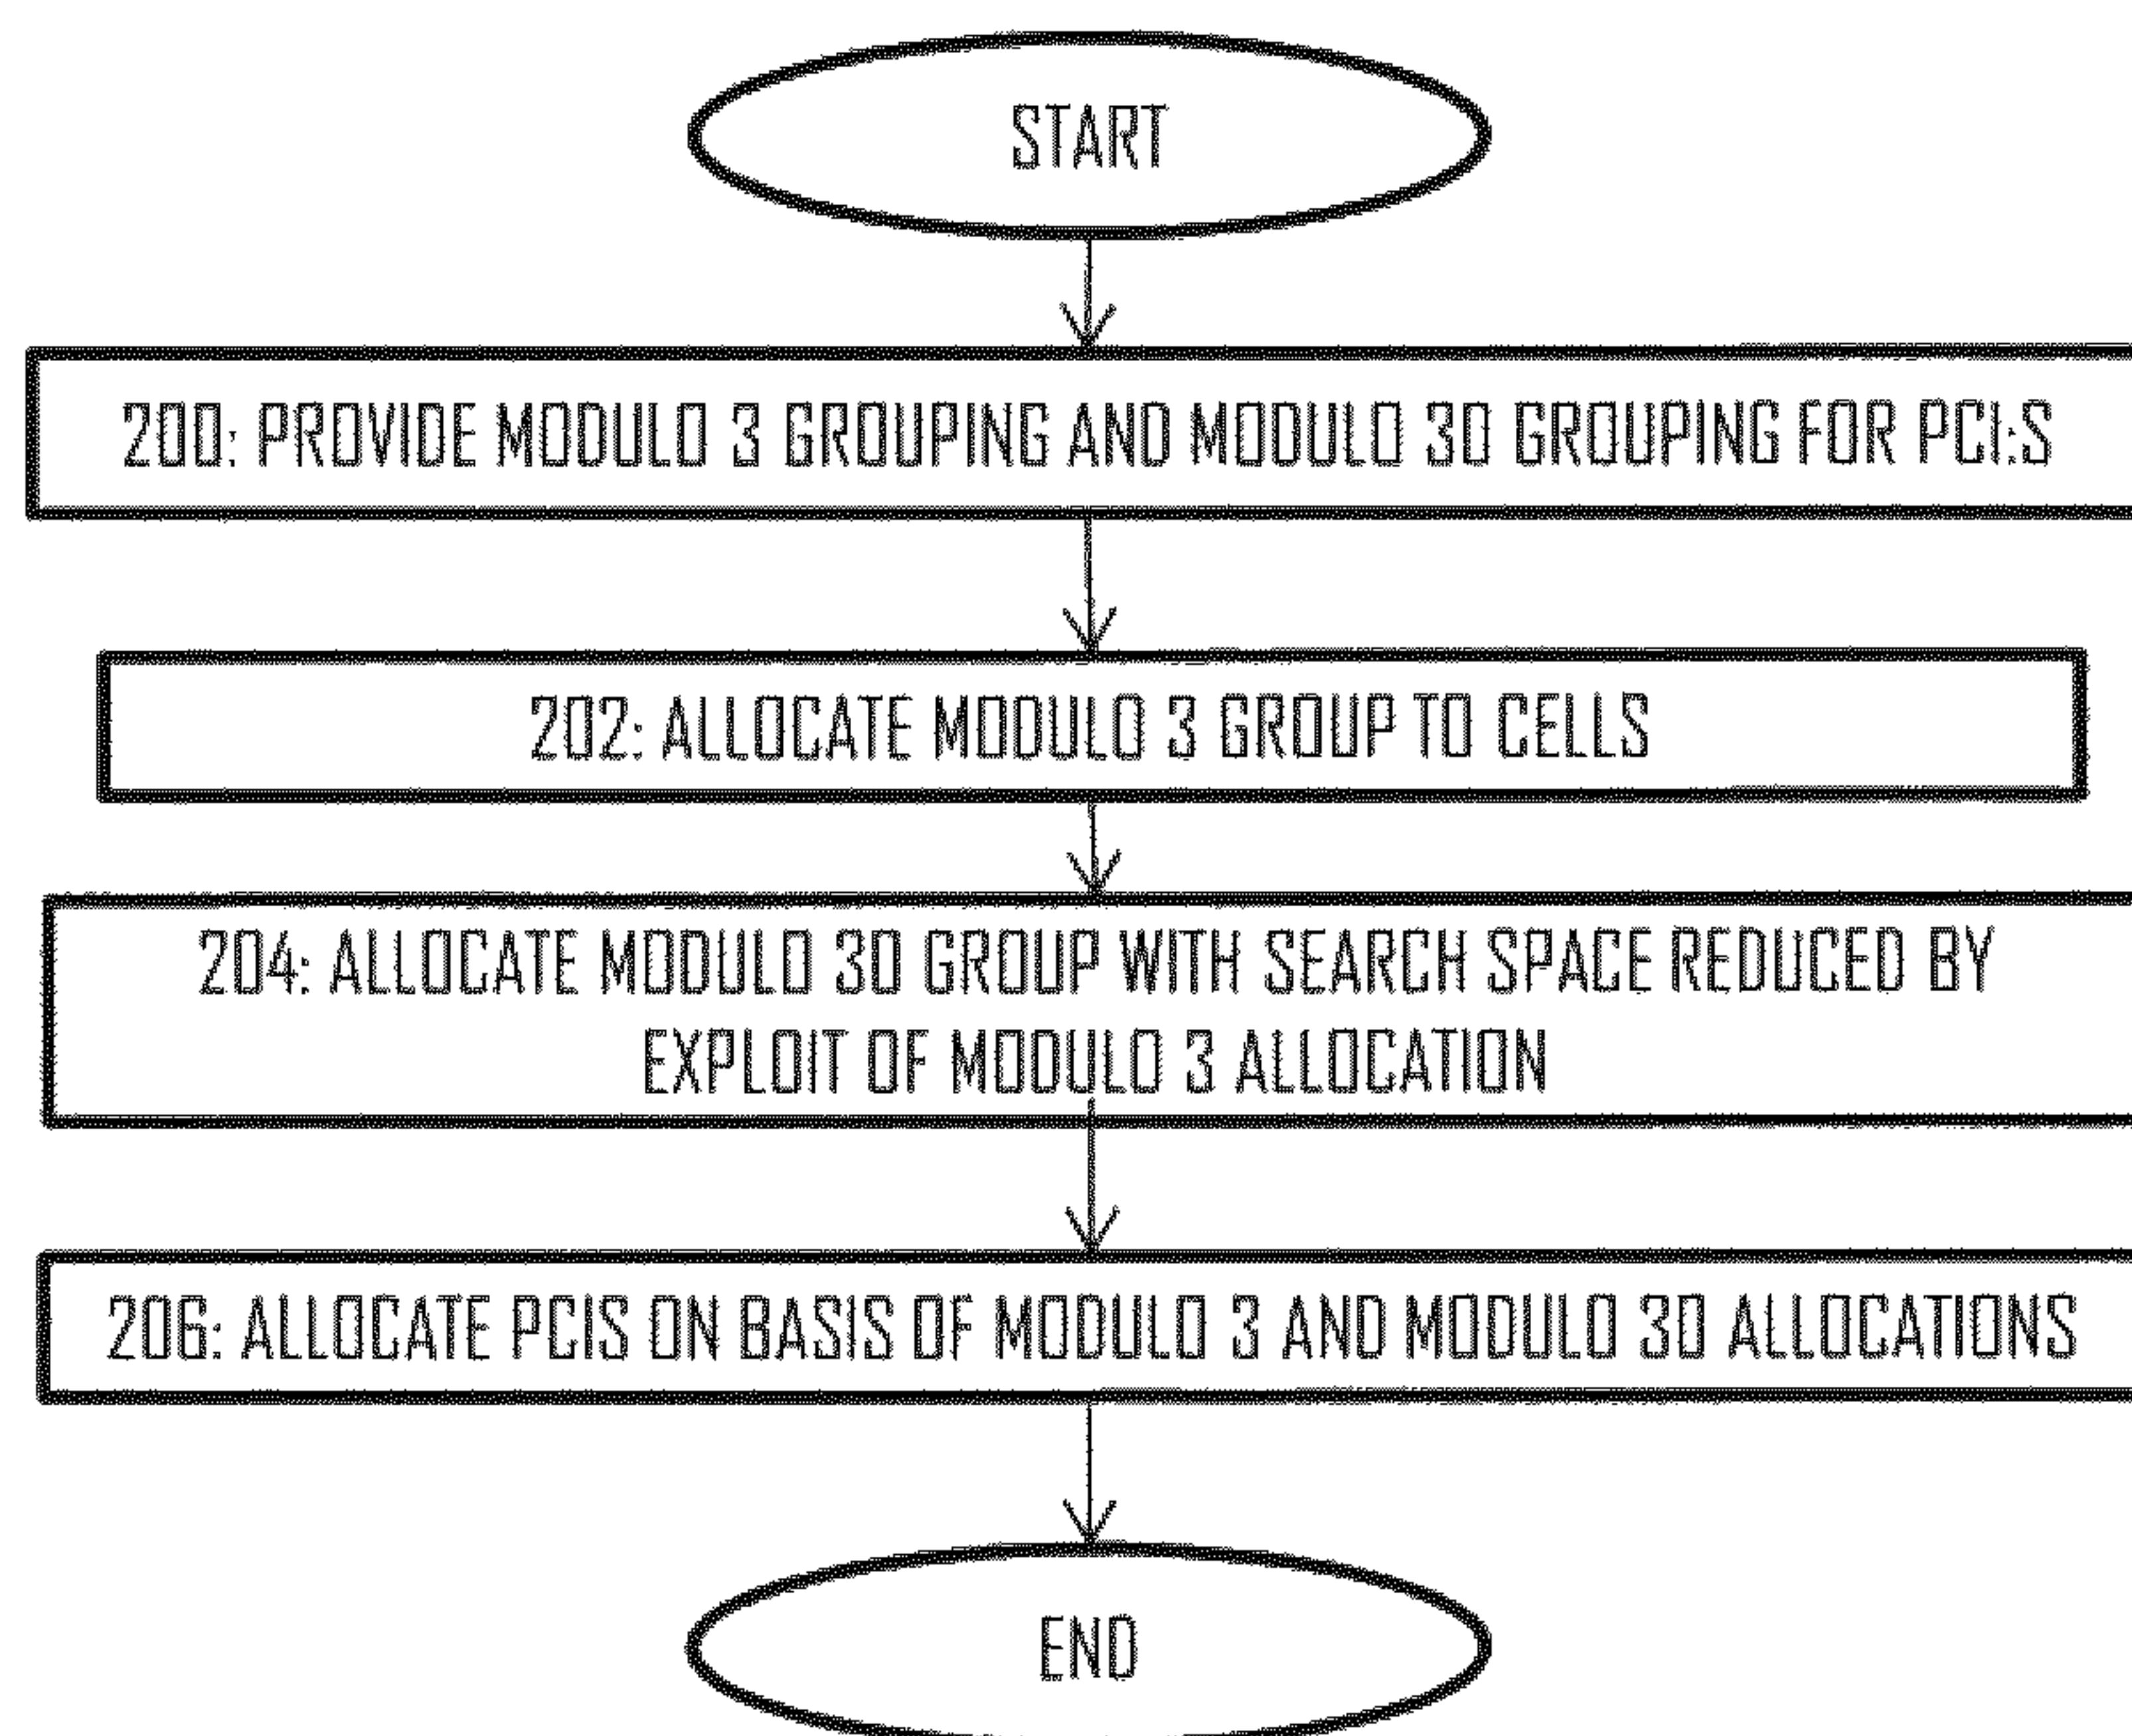 START
200: PROVIDE MODULO 3 GROUPING AND MODULO 30 GROUPING FOR PCI:S
202: ALLOCATE MODULO 3 GROUP TO CELLS
204: ALLOCATE MODULO 30 GROUP WITH SEARCH SPACE REDUCED BY
EXPLOIT OF MODULO 3 ALLOCATION
206: ALLOCATE PCIS ON BASIS OF MODULO 3 AND MODULO 30 ALLOCATIONS
END